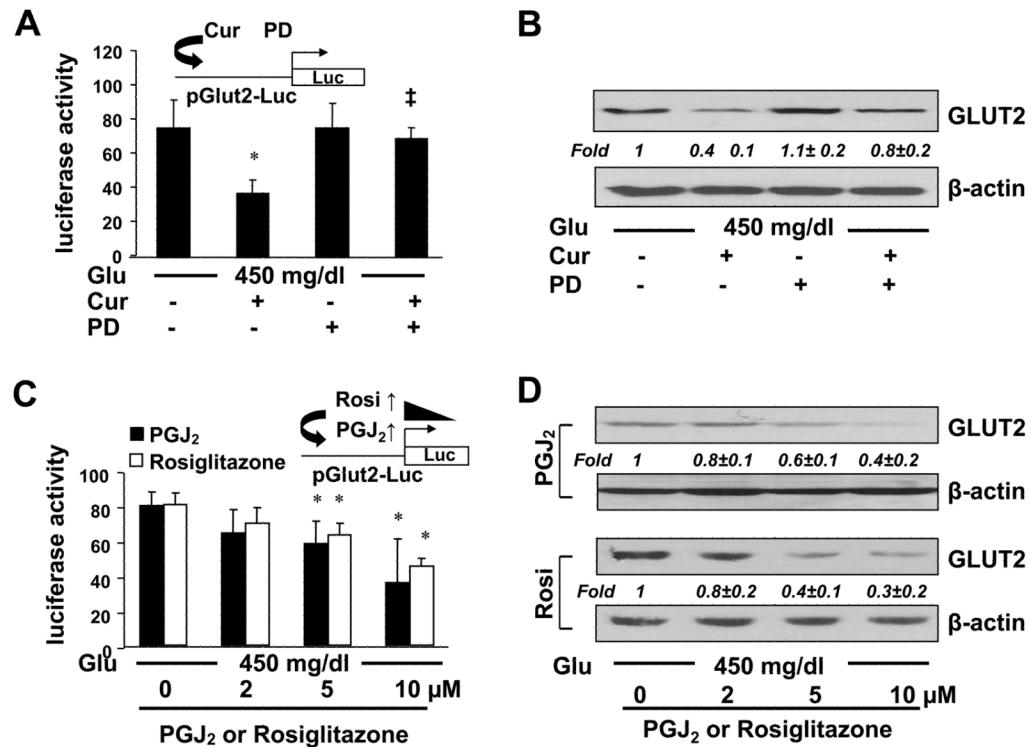 A
Cur PD
Luc
pGlut2-Luc
luciferase activity
120
100
80
60
40
20
0
*
‡
Glu 450 mg/dl
Cur - + - +
PD - - + +
B
GLUT2
Fold 1 0.4 0.1 1.1± 0.2 0.8±0.2
β-actin
Glu 450 mg/dl
Cur - + - +
PD - - + +
C
Rosi ↑
PGJ₂↑
Luc
pGlut2-Luc
PGJ₂
Rosiglitazone
luciferase activity
100
80
60
40
20
0
* * * *
Glu 450 mg/dl
0 2 5 10 μM
PGJ₂ or Rosiglitazone
D
PGJ₂
GLUT2
Fold 1 0.8±0.1 0.6±0.1 0.4±0.2
β-actin
Rosi
GLUT2
Fold 1 0.8±0.2 0.4±0.1 0.3±0.2
β-actin
Glu 450 mg/dl
0 2 5 10 μM
PGJ₂ or Rosiglitazone